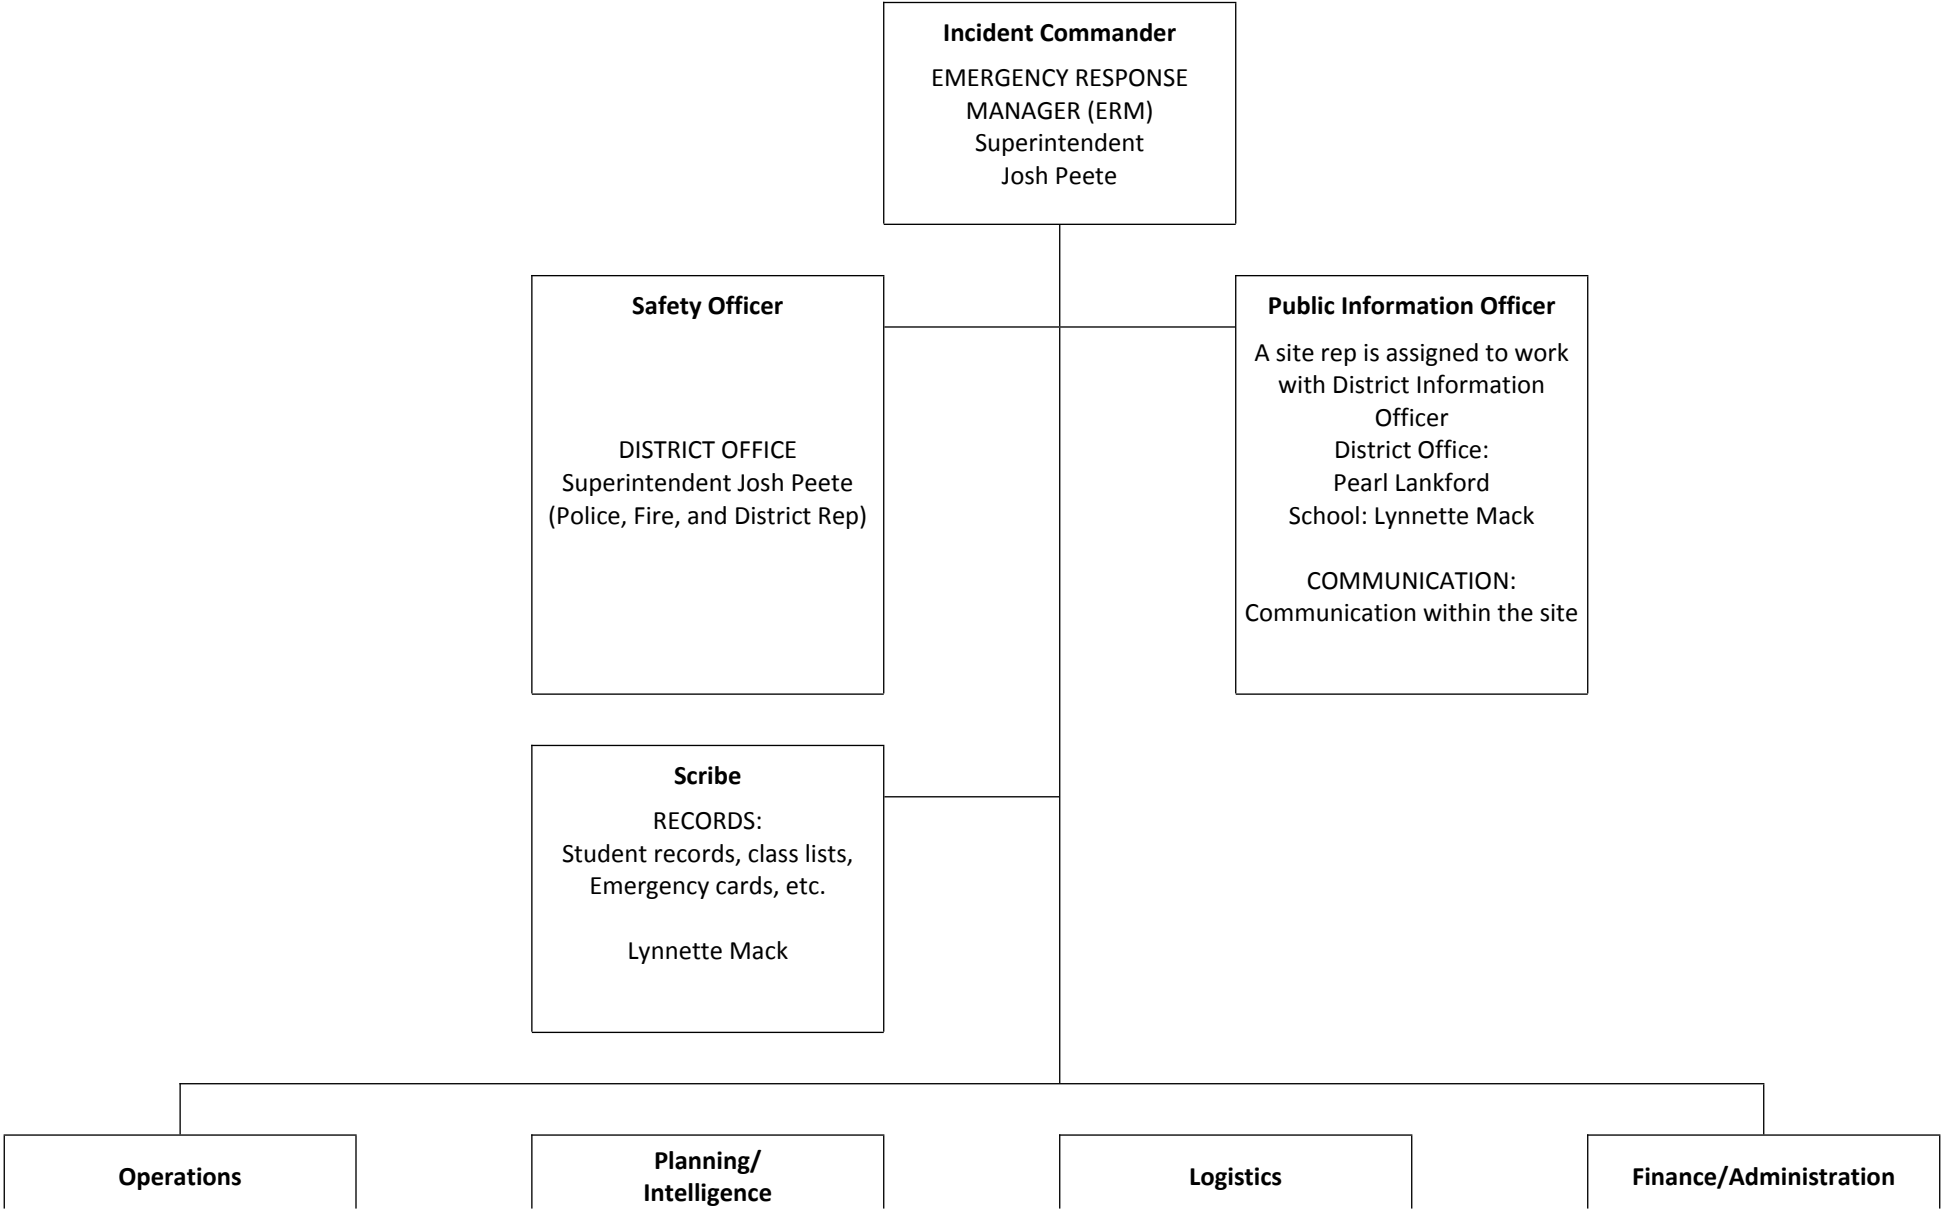 Incident Commander
EMERGENCY RESPONSE
MANAGER (ERM)
Superintendent
Josh Peete
Safety Officer
DISTRICT OFFICE
Superintendent Josh Peete
(Police, Fire, and District Rep)
Public Information Officer
A site rep is assigned to work
with District Information
Officer
District Office:
Pearl Lankford
School: Lynnette Mack
COMMUNICATION:
Communication within the site
Scribe
RECORDS:
Student records, class lists,
Emergency cards, etc.
Lynnette Mack
Operations
Planning/
Intelligence
Logistics
Finance/Administration